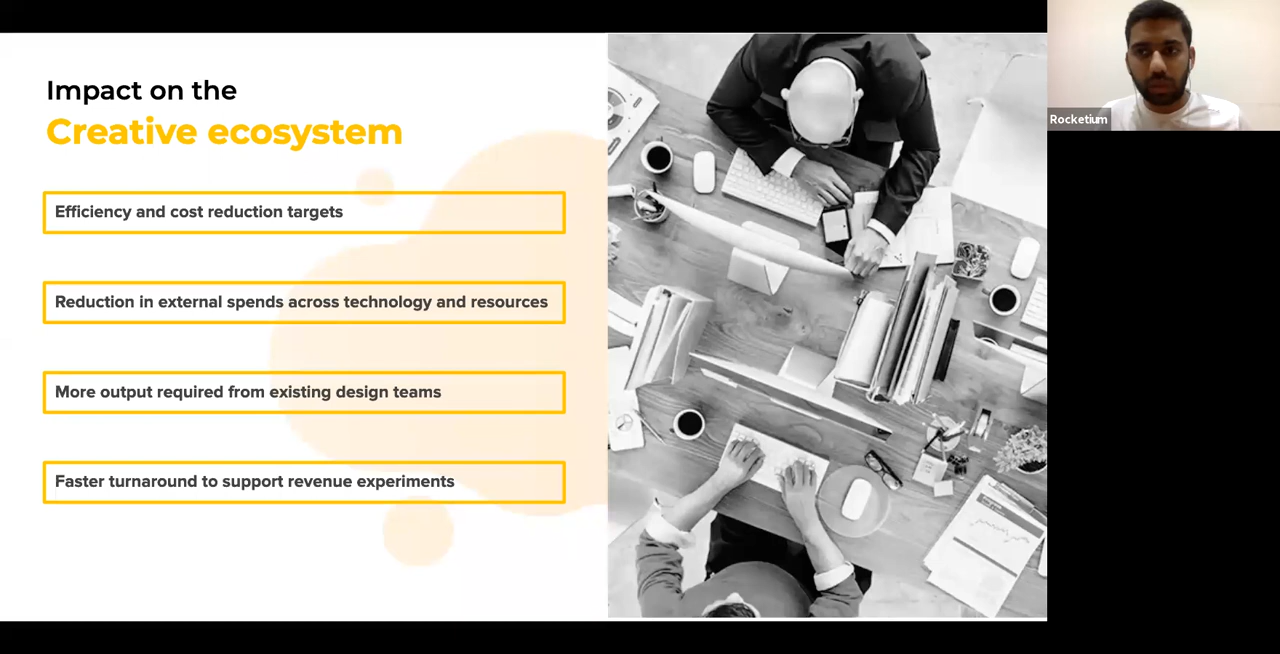 Impact on the
Creative ecosystem
Efficiency and cost reduction targets
Reduction in external spends across technology and resources
More output required from existing design teams
Faster turnaround to support revenue experiments
Rocketium